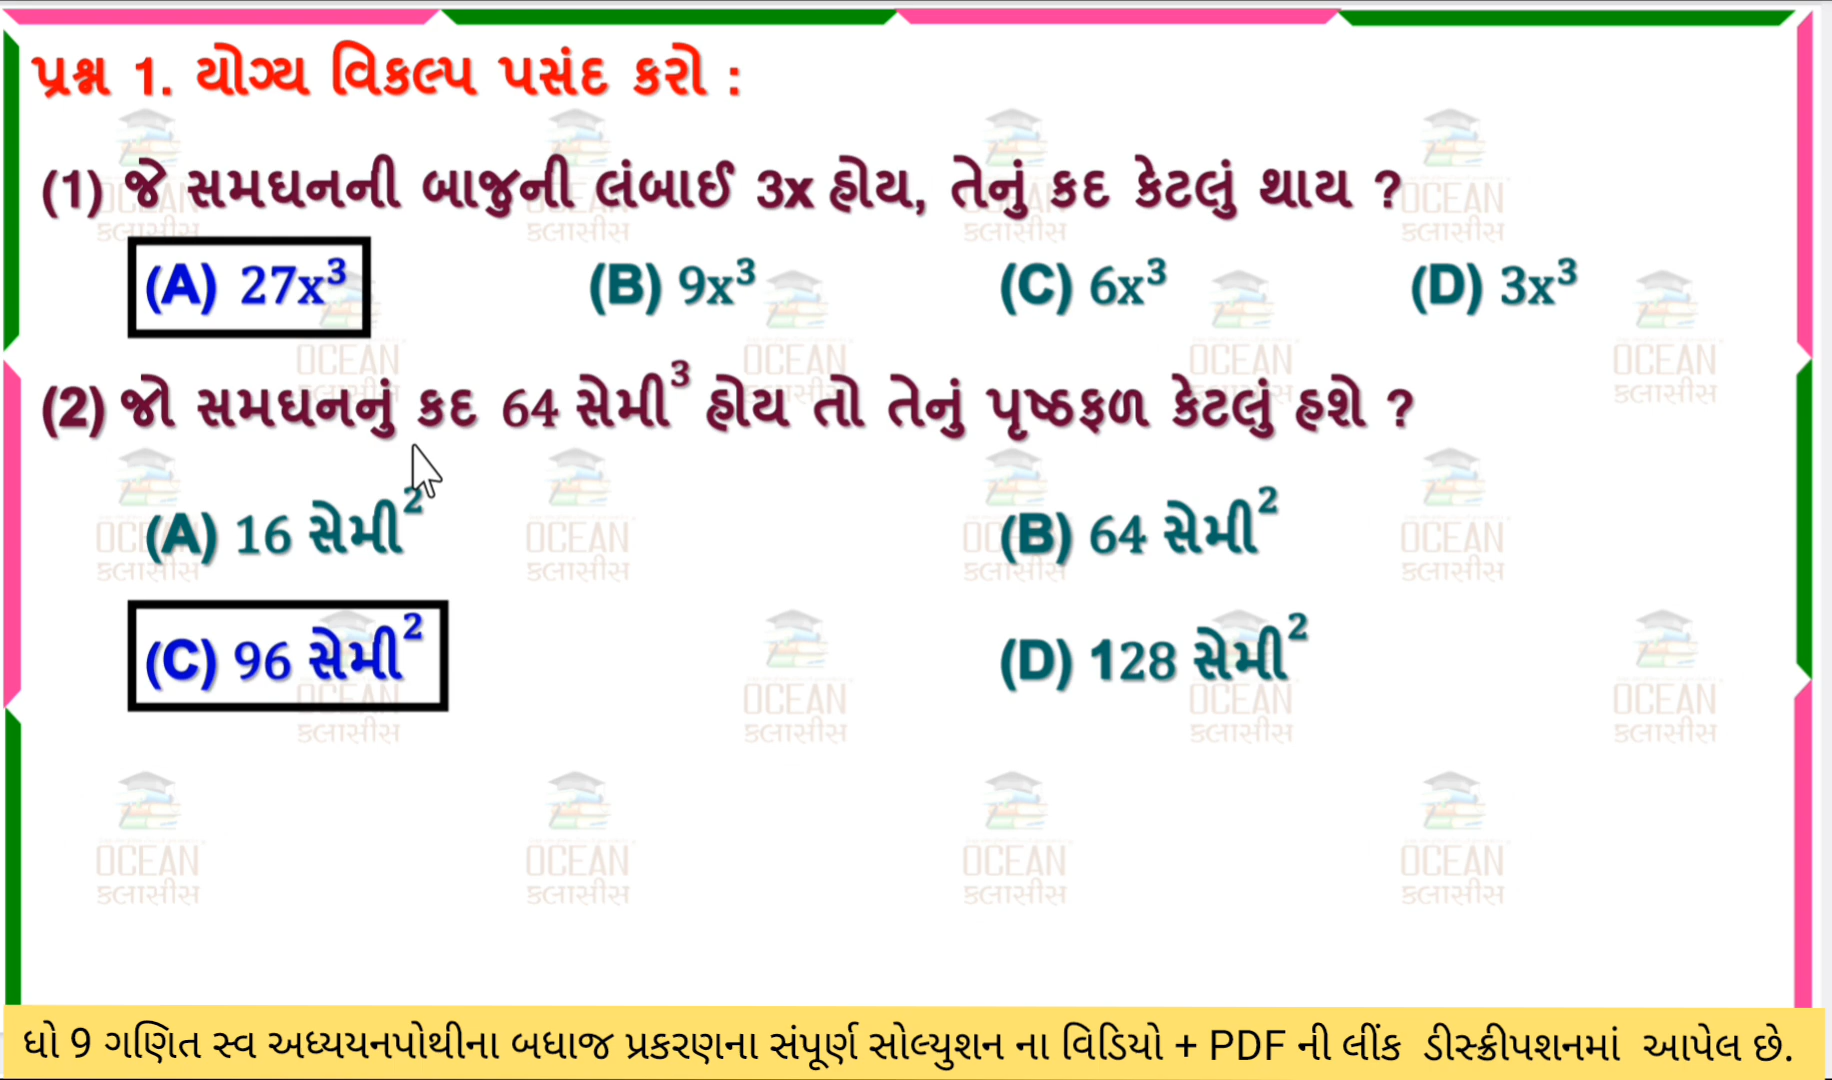 પ્રશ્ન 1. યોગ્ય વિકલ્પ પસંદ કરો :
(1) જે સમઘનની બાજુની લંબાઈ 3x હોય, તેનું કદ કેટલું થાય ?
(A) 27x³ (B) 9x³ (C) 6x³ (D) 3x³
(2) જો સમઘનનું કદ 64 સેમી³ હોય તો તેનું પૃષ્ઠફળ કેટલું હશે ?
(A) 16 સેમી² (B) 64 સેમી²
(C) 96 સેમી² (D) 128 સેમી²
OCEAN
ક્લાસીસ
ધો 9 ગણિત સ્વ અધ્યયનપોથીના બધાજ પ્રકરણના સંપૂર્ણ સોલ્યુશન ના વિડિયો + PDF ની લીંક ડીસ્ક્રીપશનમાં આપેલ છે.